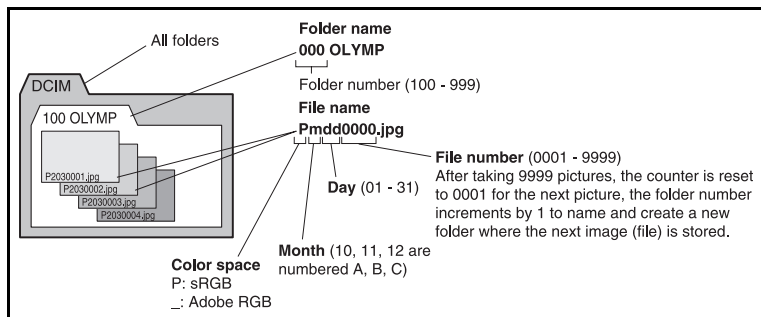 All folders
DCIM
100 OLYMP
P2030001.jpg
P2030002.jpg
P2030003.jpg
P2030004.jpg
Folder name
000 OLYMP
Folder number (100 - 999)
File name
Pmdd0000.jpg
File number (0001 - 9999)
After taking 9999 pictures, the counter is reset
to 0001 for the next picture, the folder number
increments by 1 to name and create a new
folder where the next image (file) is stored.
Day (01 - 31)
Month (10, 11, 12 are
numbered A, B, C)
Color space
P: sRGB
_: Adobe RGB